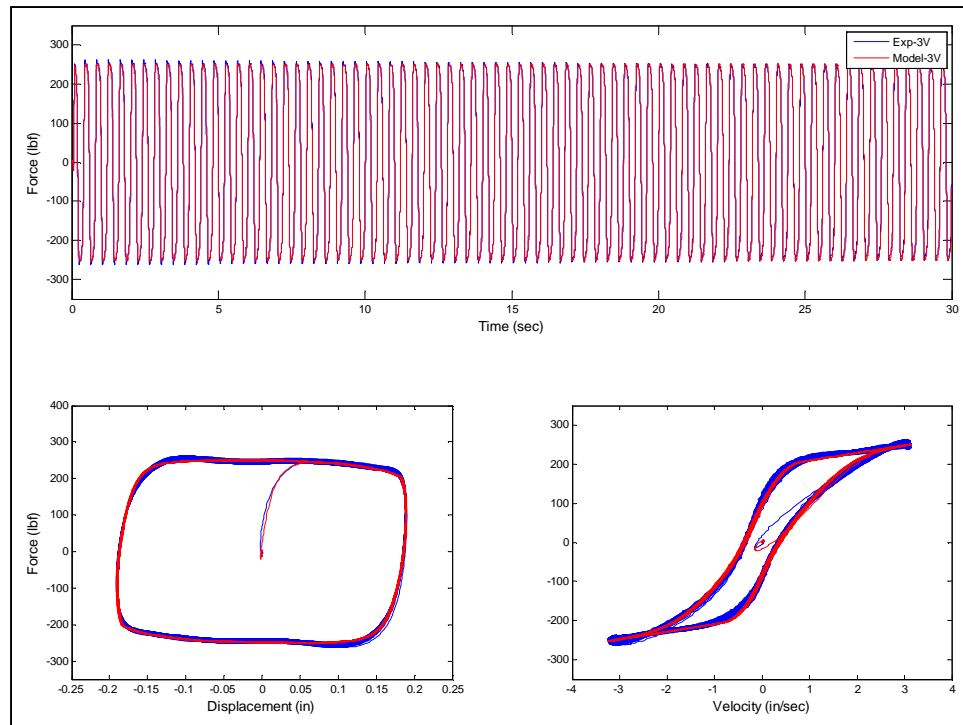 Exp-3V
Model-3V
300
200
100
0
-100
-200
-300
Force (lbf)
0 5 10 15 20 25 30
Time (sec)
400
300
200
100
0
-100
-200
-300
Force (lbf)
-0.25 -0.2 -0.15 -0.1 -0.05 0 0.05 0.1 0.15 0.2 0.25
Displacement (in)
400
300
200
100
0
-100
-200
-300
-4 -3 -2 -1 0 1 2 3 4
Velocity (in/sec)